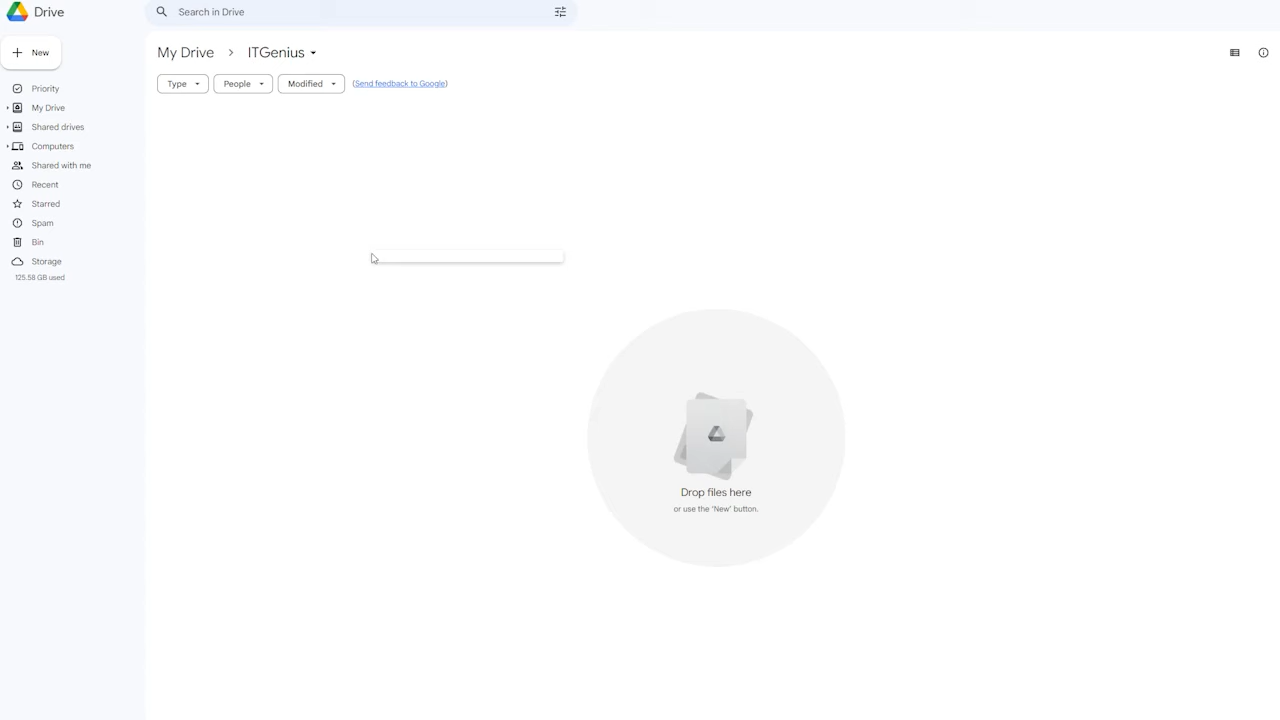 Drive
Search in Drive
New
My Drive > ITGenius
Type
People
Modified
(Send feedback to Google)
Priority
My Drive
Shared drives
Computers
Shared with me
Recent
Starred
Spam
Bin
Storage
125.58 GB used
Drop files here
or use the 'New' button.